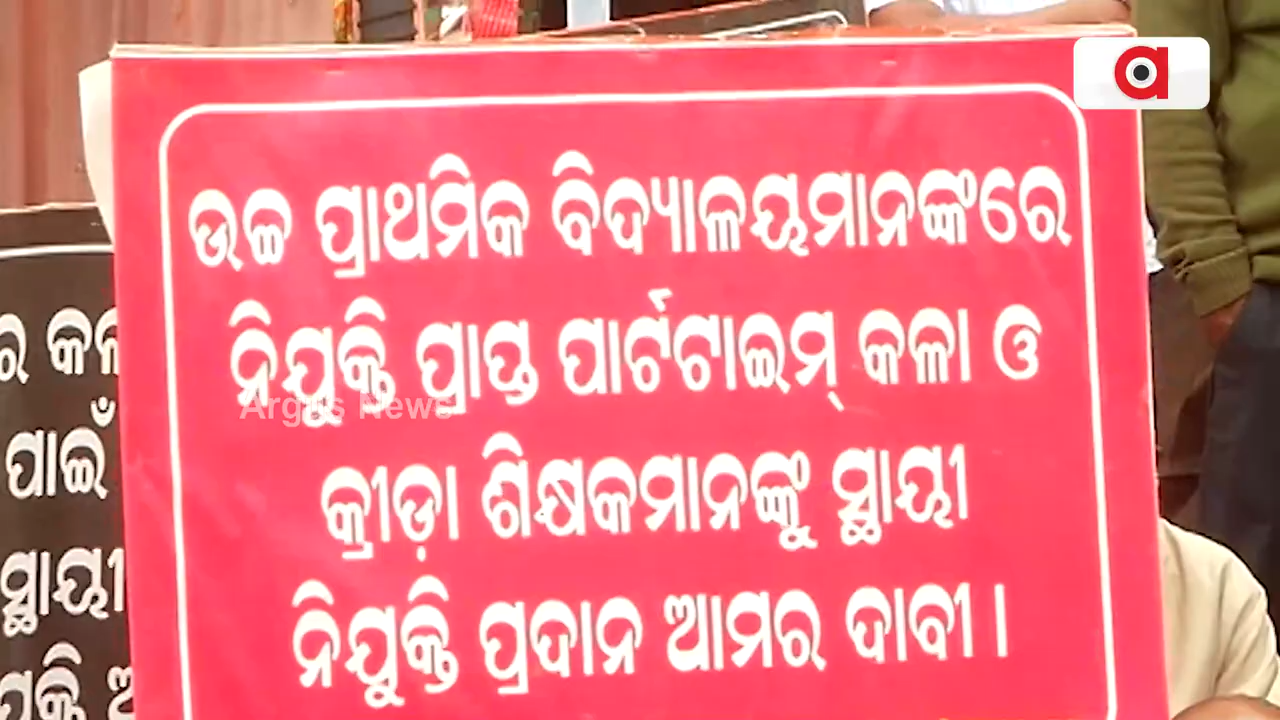 ଉଚ୍ଚ ପ୍ରାଥମିକ ବିଦ୍ୟାଳୟମାନଙ୍କରେ
ନିଯୁକ୍ତି ପ୍ରାପ୍ତ ପାର୍ଟଟାଇମ୍ କଳା ଓ
Argus News
କ୍ରୀଡ଼ା ଶିକ୍ଷକମାନଙ୍କୁ ସ୍ଥାୟୀ
ନିଯୁକ୍ତି ପ୍ରଦାନ ଆମର ଦାବୀ ।
ପାଇଁ
ସ୍ଥାୟୀ